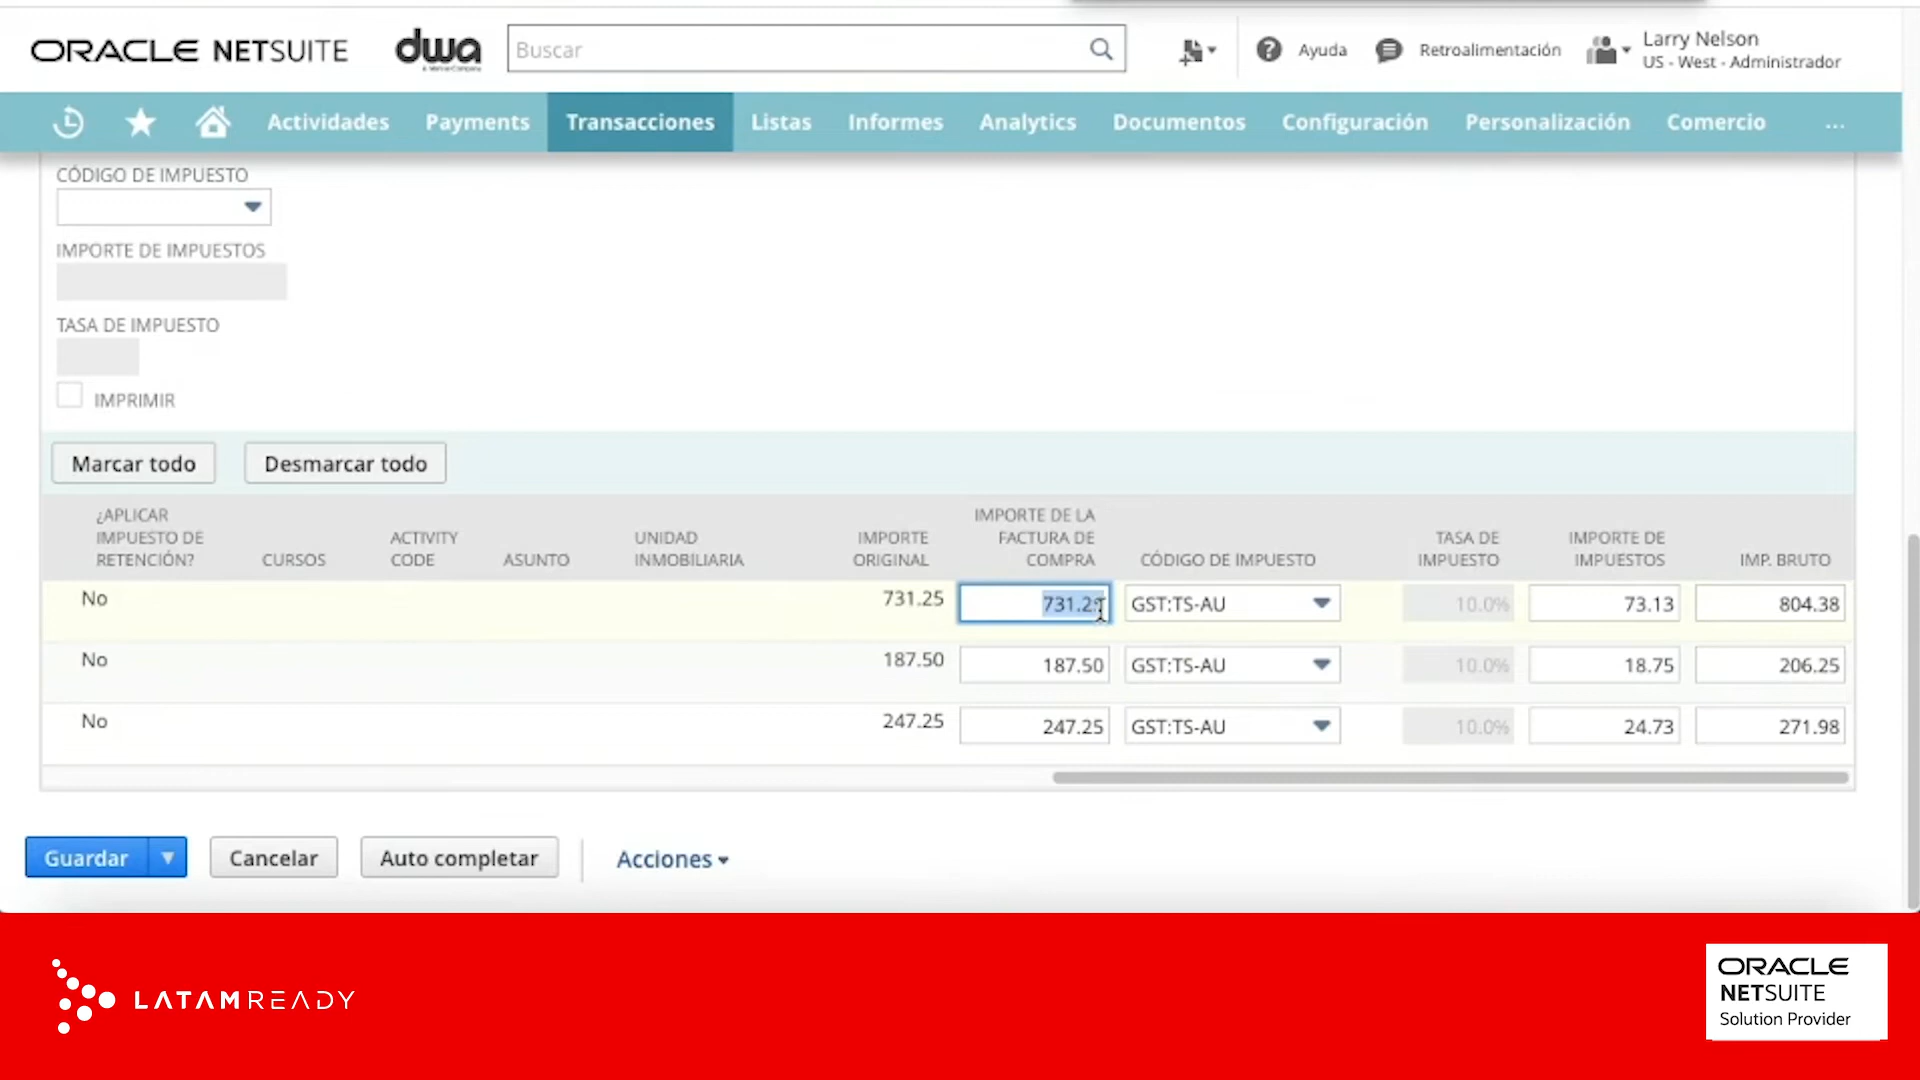 ORACLE NETSUITE
dwa
Buscar
Ayuda
Retroalimentación
Larry Nelson
US - West - Administrador
Actividades
Payments
Transacciones
Listas
Informes
Analytics
Documentos
Configuración
Personalización
Comercio
...
CÓDIGO DE IMPUESTO
IMPORTE DE IMPUESTOS
TASA DE IMPUESTO
IMPRIMIR
Marcar todo
Desmarcar todo
¿APLICAR
IMPUESTO DE
RETENCIÓN?
CURSOS
ACTIVITY
CODE
ASUNTO
UNIDAD
INMOBILIARIA
IMPORTE
ORIGINAL
IMPORTE DE LA
FACTURA DE
COMPRA
CÓDIGO DE IMPUESTO
TASA DE
IMPUESTO
IMPORTE DE
IMPUESTOS
IMP. BRUTO
No 731.25 731.25 GST:TS-AU 10.0% 73.13 804.38
No 187.50 187.50 GST:TS-AU 10.0% 18.75 206.25
No 247.25 247.25 GST:TS-AU 10.0% 24.73 271.98
Guardar
Cancelar
Auto completar
Acciones
LATAMREADY
ORACLE
NETSUITE
Solution Provider